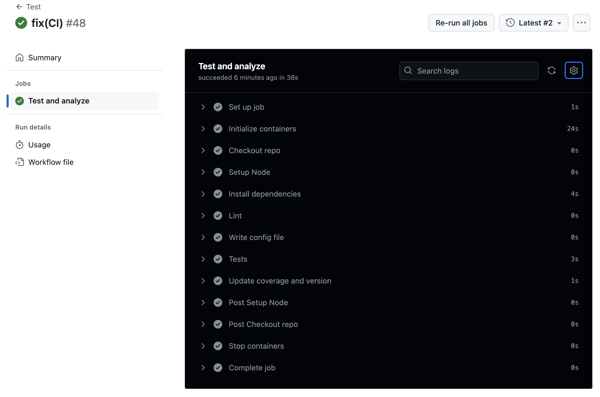 Test
fix(CI) #48
Re-run all jobs
Latest #2
Summary
Jobs
Test and analyze
Run details
Usage
Workflow file
Test and analyze
succeeded 6 minutes ago in 38s
Search logs
Set up job 1s
Initialize containers 24s
Checkout repo 0s
Setup Node 0s
Install dependencies 4s
Lint 0s
Write config file 0s
Tests 3s
Update coverage and version 1s
Post Setup Node 0s
Post Checkout repo 0s
Stop containers 0s
Complete job 0s